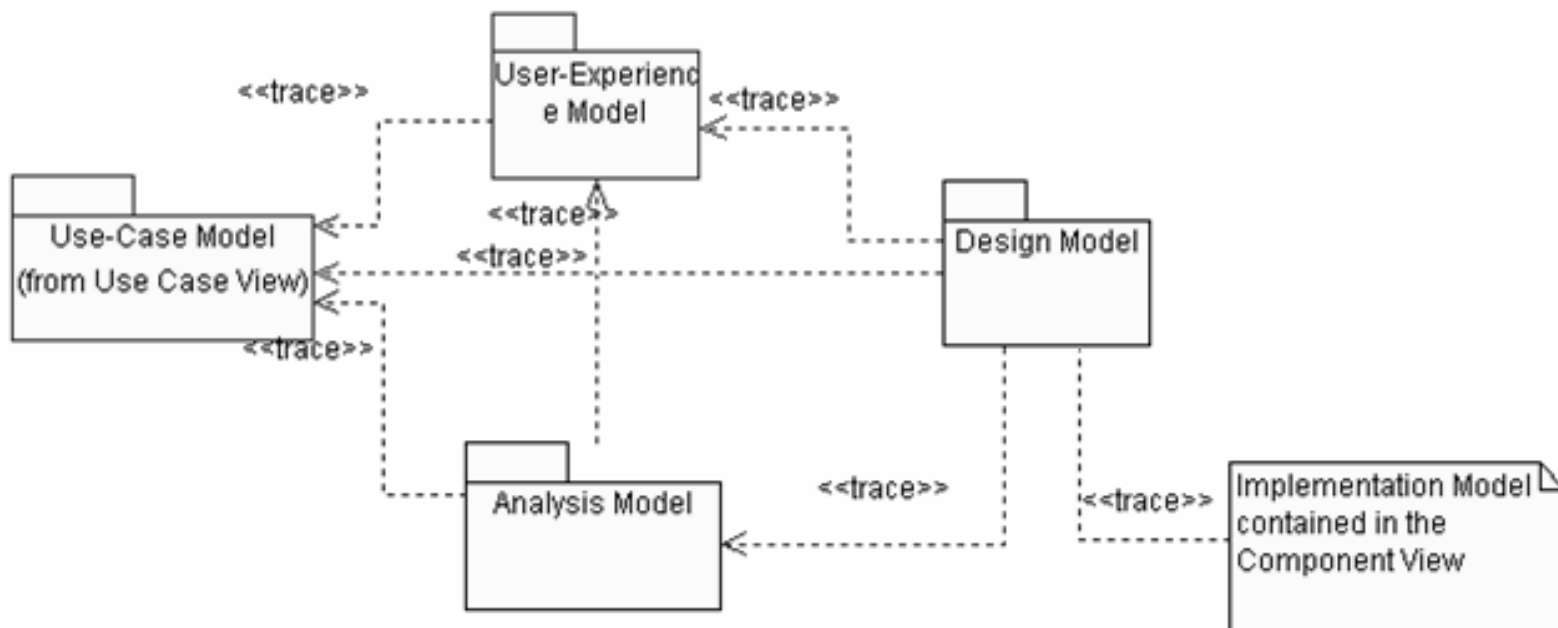 User-Experienc
e Model
<<trace>>
<<trace>>
Use-Case Model
(from Use Case View)
<<trace>>
<<trace>>
Design Model
<<trace>>
Analysis Model
<<trace>>
<<trace>>
Implementation Model
contained in the
Component View